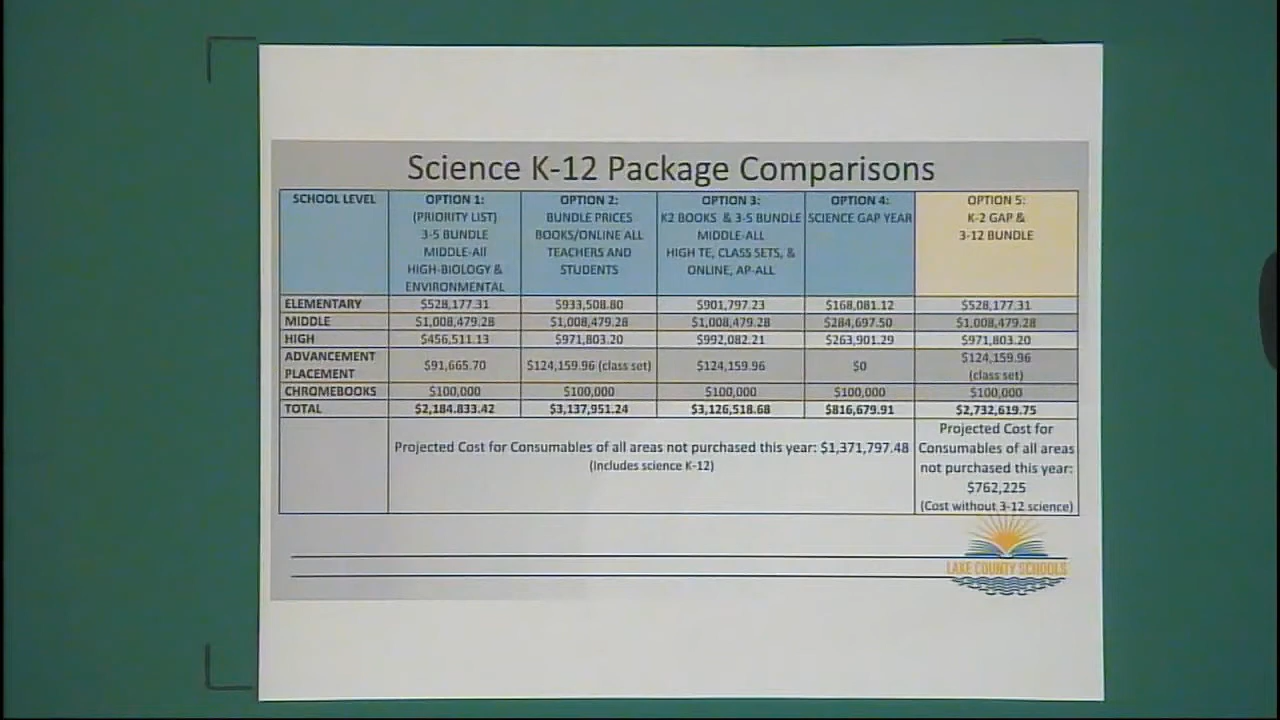 Science K-12 Package Comparisons
SCHOOL LEVEL
OPTION 1:
(PRIORITY LIST)
3-5 BUNDLE
MIDDLE-All
HIGH-BIOLOGY &
ENVIRONMENTAL
OPTION 2:
BUNDLE PRICES
BOOKS/ONLINE ALL
TEACHERS AND
STUDENTS
OPTION 3:
K2 BOOKS & 3-5 BUNDLE
MIDDLE-ALL
HIGH TE, CLASS SETS, &
ONLINE, AP-ALL
OPTION 4:
SCIENCE GAP YEAR
OPTION 5:
K-2 GAP &
3-12 BUNDLE
ELEMENTARY $528,177.31 $933,508.80 $901,797.23 $168,081.12 $528,177.31
MIDDLE $1,008,479.28 $1,008,479.28 $1,008,479.28 $284,697.50 $1,008,479.28
HIGH $456,511.13 $971,803.20 $992,082.21 $263,901.29 $971,803.20
ADVANCEMENT
PLACEMENT
$91,665.70 $124,159.96 (class set) $124,159.96 $0 $124,159.96
(class set)
CHROMEBOOKS $100,000 $100,000 $100,000 $100,000 $100,000
TOTAL $2,184.833.42 $3,137,951.24 $3,126,518.68 $816,679.91 $2,732,619.75
Projected Cost for Consumables of all areas not purchased this year: $1,371,797.48
(Includes science K-12)
Projected Cost for
Consumables of all areas
not purchased this year:
$762,225
(Cost without 3-12 science)
LAKE COUNTY SCHOOLS